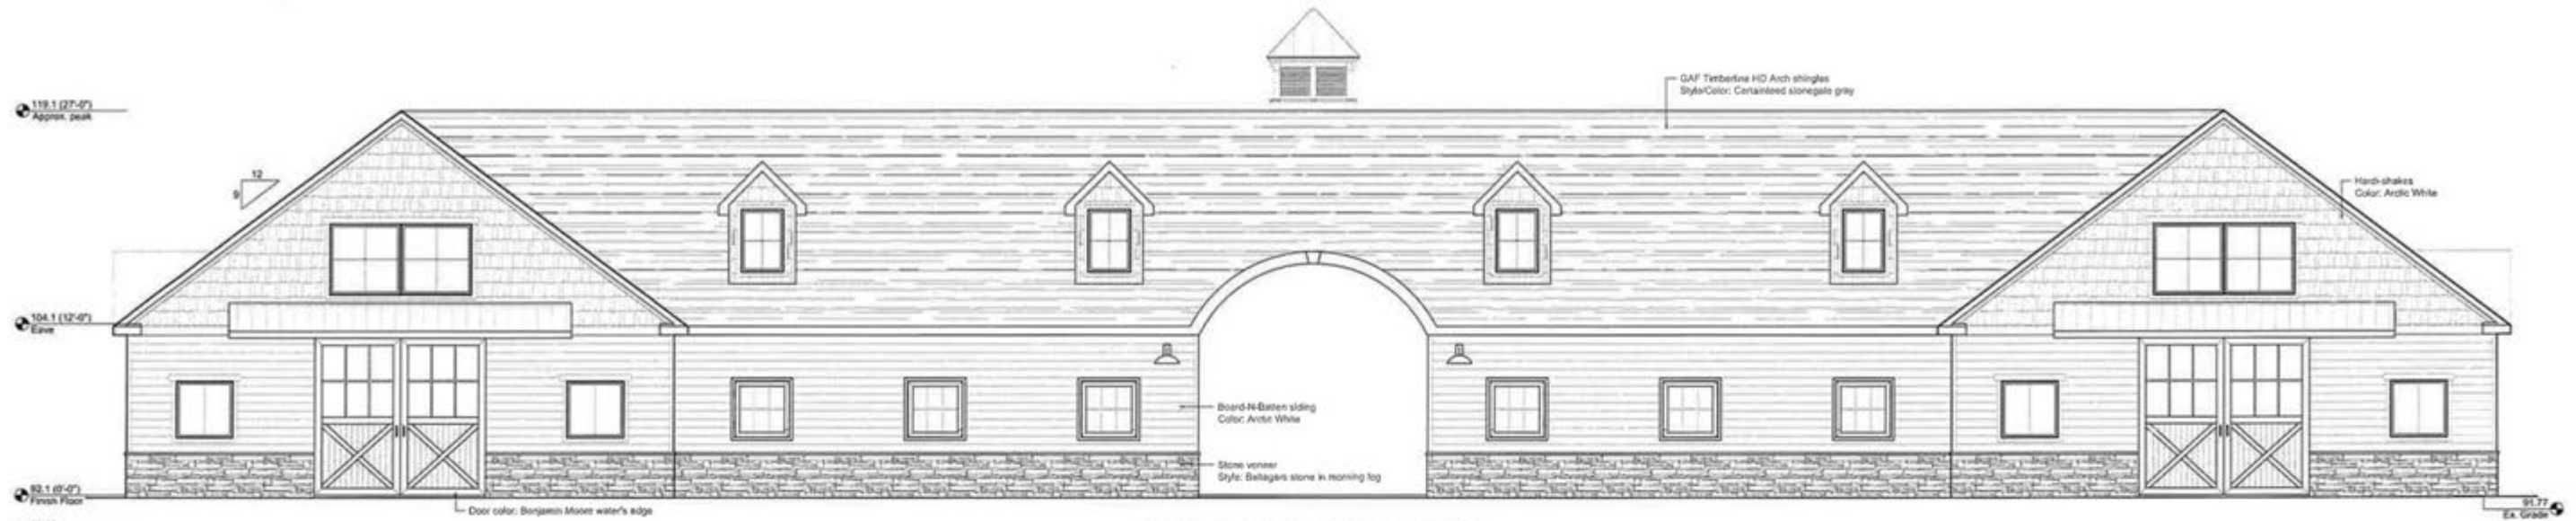 GAF Timberline HD Arch shingles
Style/Color: Certainteed stonegate gray
119.1 (27'-0")
Approx. peak
12
9
Hardi-shakes
Color: Arctic White
104.1 (12'-0")
Eave
Board-N-Batten siding
Color: Arctic White
Stone veneer
Style: stone in morning fog
92.1 (0'-0")
Finish Floor
Door color: Benjamin Moore water's edge
91.77
Ex. Grade